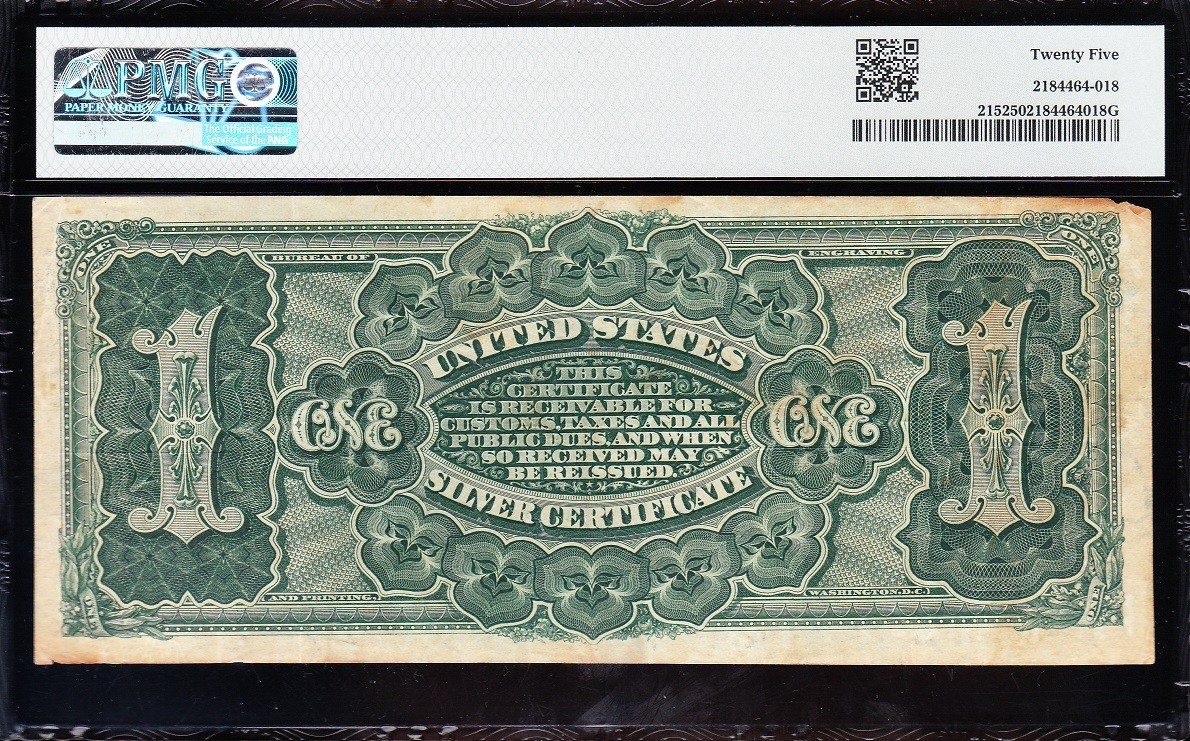 PMG
PAPER MONEY GUARANTY
The Official Grading
Service of the ANA
Twenty Five
2184464-018
2152502184464018G
ONE
ONE
BUREAU OF
ENGRAVING
1
1
UNITED STATES
THIS
CERTIFICATE
IS RECEIVABLE FOR
CUSTOMS, TAXES AND ALL
PUBLIC DUES, AND WHEN
SO RECEIVED MAY
BE REISSUED.
ONE
ONE
SILVER CERTIFICATE
AND PRINTING,
WASHINGTON, D.C.
ONE
ONE